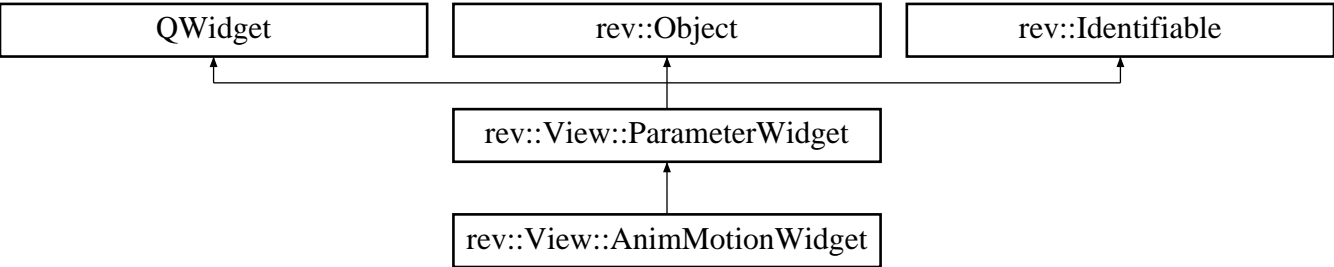 QWidget
rev::Object
rev::Identifiable
rev::View::ParameterWidget
rev::View::AnimMotionWidget